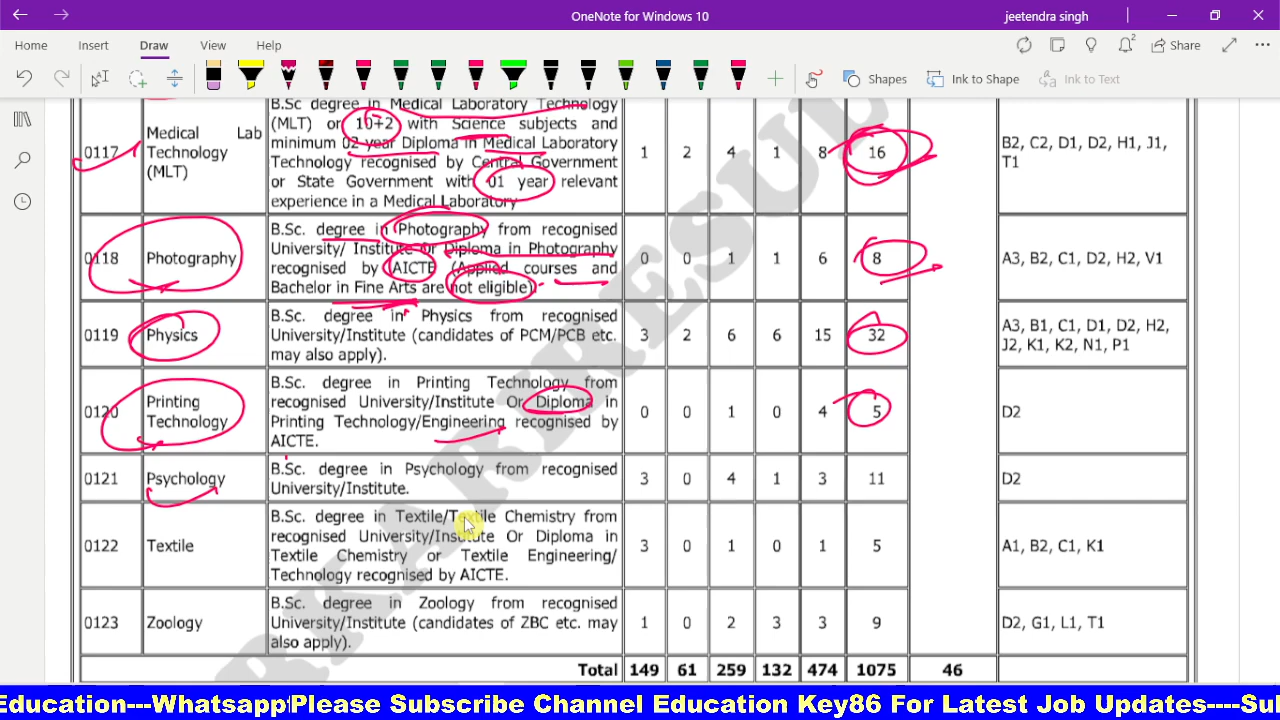 OneNote for Windows 10
jeetendra singh
Home Insert Draw View Help
Share
Shapes
Ink to Shape
Ink to Text
0117
Medical Lab
Technology
(MLT)
B.Sc degree in Medical Laboratory Technology
(MLT) or 10+2 with Science subjects and
minimum 02 year Diploma in Medical Laboratory
Technology recognised by Central Government
or State Government with 01 year relevant
experience in a Medical Laboratory
1 2 4 1 8 16
B2, C2, D1, D2, H1, J1,
T1
0118
Photography
B.Sc. degree in Photography from recognised
University/ Institute Or Diploma in Photography
recognised by AICTE (Applied courses and
Bachelor in Fine Arts are not eligible).
0 0 1 1 6 8
A3, B2, C1, D2, H2, V1
0119
Physics
B.Sc. degree in Physics from recognised
University/Institute (candidates of PCM/PCB etc.
may also apply).
3 2 6 6 15 32
A3, B1, C1, D1, D2, H2,
J2, K1, K2, N1, P1
0120
Printing
Technology
B.Sc. degree in Printing Technology from
recognised University/Institute Or Diploma in
Printing Technology/Engineering recognised by
AICTE.
0 0 1 0 4 5
D2
0121
Psychology
B.Sc. degree in Psychology from recognised
University/Institute.
3 0 4 1 3 11
D2
0122
Textile
B.Sc. degree in Textile/Textile Chemistry from
recognised University/Institute Or Diploma in
Textile Chemistry or Textile Engineering/
Technology recognised by AICTE.
3 0 1 0 1 5
A1, B2, C1, K1
0123
Zoology
B.Sc. degree in Zoology from recognised
University/Institute (candidates of ZBC etc. may
also apply).
1 0 2 3 3 9
D2, G1, L1, T1
Total 149 61 259 132 474 1075 46
RKARIRESUL
Education---Whatsapp Please Subscribe Channel Education Key86 For Latest Job Updates----Su